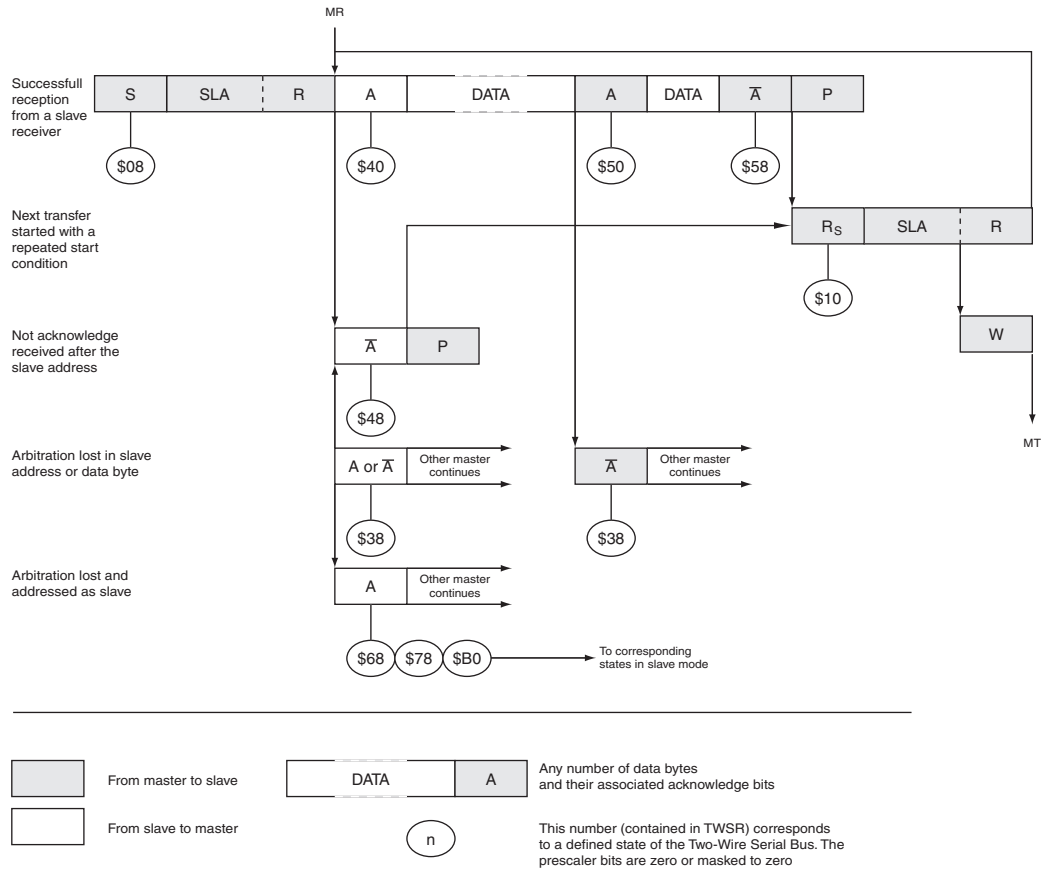 MR
Successfull
reception
from a slave
receiver
S SLA R A DATA A DATA A̅ P
$08 $40 $50 $58
Next transfer
started with a
repeated start
condition
RS SLA R
$10
Not acknowledge
received after the
slave address
A̅ P
W
$48
MT
Arbitration lost in slave
address or data byte
A or A̅
Other master
continues
A̅
Other master
continues
$38 $38
Arbitration lost and
addressed as slave
A
Other master
continues
$68 $78 $B0
To corresponding
states in slave mode
From master to slave
DATA A
Any number of data bytes
and their associated acknowledge bits
From slave to master
n
This number (contained in TWSR) corresponds
to a defined state of the Two-Wire Serial Bus. The
prescaler bits are zero or masked to zero